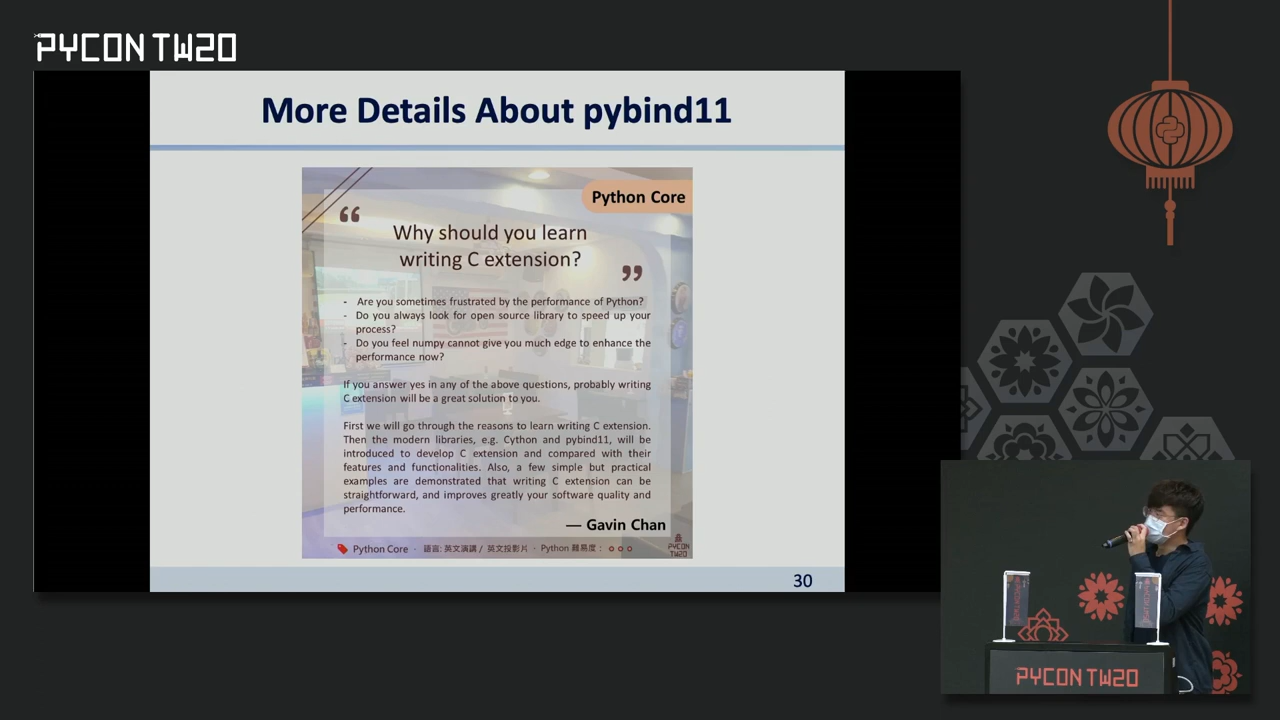 PYCON TW20
More Details About pybind11
Python Core
“
Why should you learn
writing C extension?
”
- Are you sometimes frustrated by the performance of Python?
- Do you always look for open source library to speed up your
process?
- Do you feel numpy cannot give you much edge to enhance the
performance now?
If you answer yes in any of the above questions, probably writing
C extension will be a great solution to you.
First we will go through the reasons to learn writing C extension.
Then the modern libraries, e.g. Cython and pybind11, will be
introduced to develop C extension and compared with their
features and functionalities. Also, a few simple but practical
examples are demonstrated that writing C extension can be
straightforward, and improves greatly your software quality and
performance.
— Gavin Chan
Python Core · 語言: 英文演講 / 英文投影片 · Python 難易度 :
PYCON
TW20
30
PYCON TW20